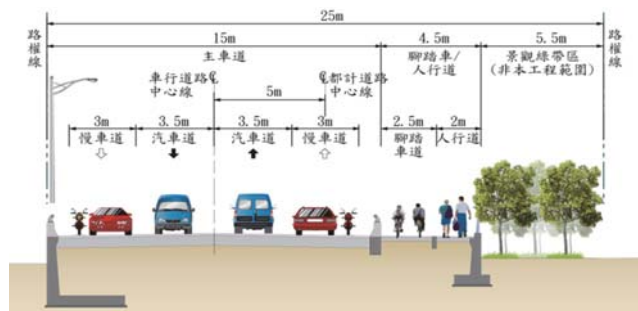 25m
路權線
路權線
15m
主車道
4.5m
腳踏車/
人行道
5.5m
景觀綠帶區
(非本工程範圍)
車行道路℄
中心線
℄都計道路
中心線
5m
3m
慢車道
3.5m
汽車道
3.5m
汽車道
3m
慢車道
2.5m
腳踏
車道
2m
人行道